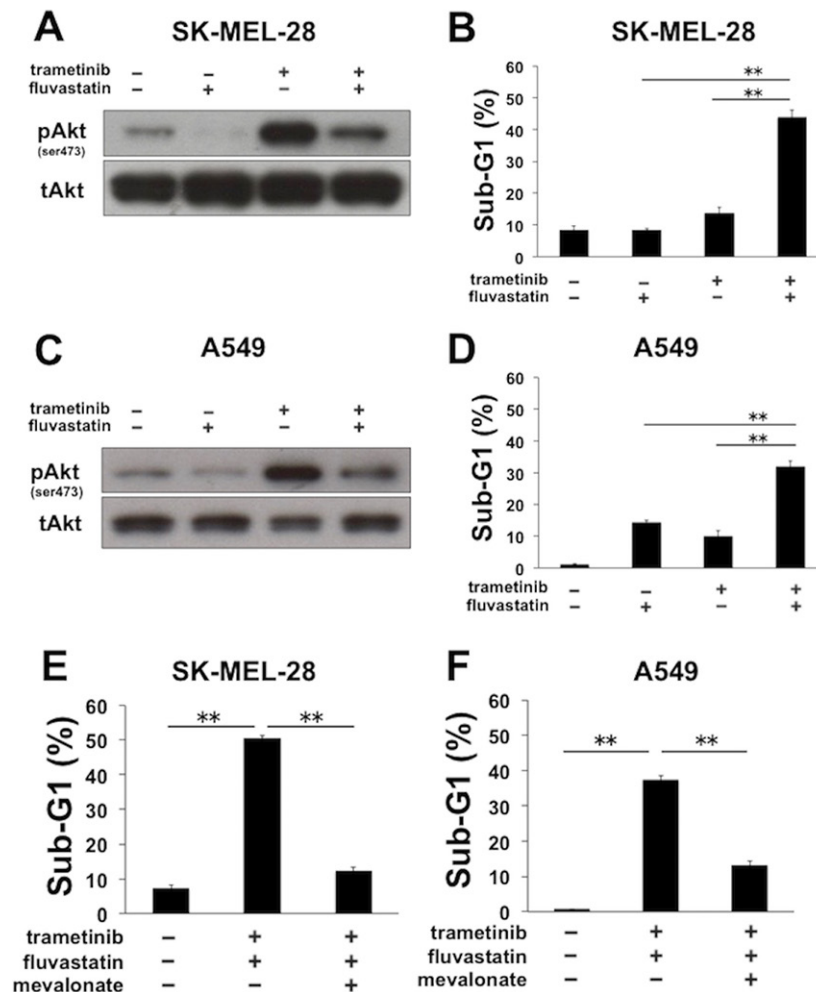 A
SK-MEL-28
trametinib – – + +
fluvastatin – + – +
pAkt
(ser473)
tAkt
B
SK-MEL-28
Sub-G1 (%)
60
50
40
30
20
10
0
**
**
trametinib – – + +
fluvastatin – + – +
C
A549
trametinib – – + +
fluvastatin – + – +
pAkt
(ser473)
tAkt
D
A549
Sub-G1 (%)
60
50
40
30
20
10
0
**
**
trametinib – – + +
fluvastatin – + – +
E
SK-MEL-28
Sub-G1 (%)
60
50
40
30
20
10
0
** **
trametinib – + +
fluvastatin – + +
mevalonate – – +
F
A549
Sub-G1 (%)
60
50
40
30
20
10
0
** **
trametinib – + +
fluvastatin – + +
mevalonate – – +